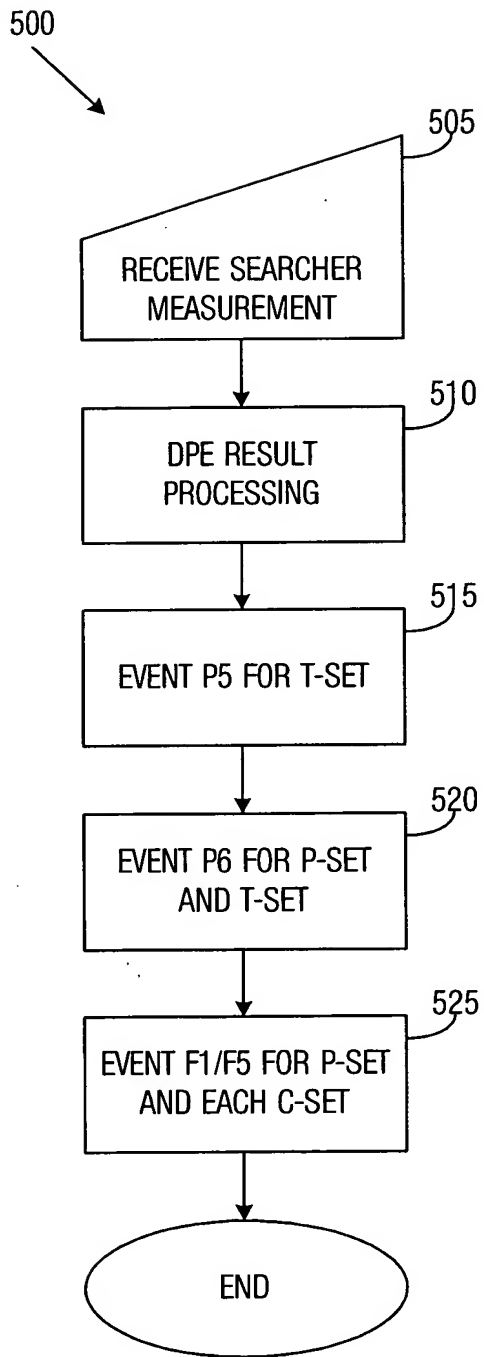 500
505
RECEIVE SEARCHER
MEASUREMENT
510
DPE RESULT
PROCESSING
515
EVENT P5 FOR T-SET
520
EVENT P6 FOR P-SET
AND T-SET
525
EVENT F1/F5 FOR P-SET
AND EACH C-SET
END